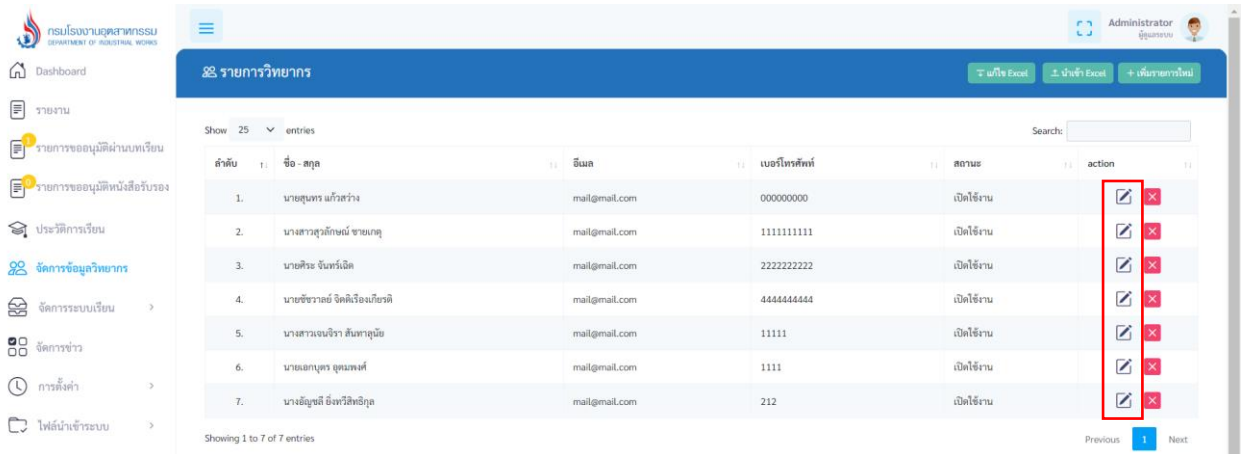 กรมโรงงานอุตสาหกรรม
DEPARTMENT OF INDUSTRIAL WORKS
Administrator
ผู้ดูแลระบบ
Dashboard
รายงาน
1
รายการขออนุมัติผ่านบทเรียน
0
รายการขออนุมัติหนังสือรับรอง
ประวัติการเรียน
จัดการข้อมูลวิทยากร
จัดการระบบเรียน
จัดการข่าว
การตั้งค่า
ไฟล์นำเข้าระบบ
รายการวิทยากร
แก้ไข Excel นำเข้า Excel + เพิ่มรายการใหม่
Show 25 entries Search:
ลำดับ ชื่อ - สกุล อีเมล เบอร์โทรศัพท์ สถานะ action
1. นายสุนทร แก้วสว่าง mail@mail.com 000000000 เปิดใช้งาน
2. นางสาวสุวลักษณ์ ชายเกตุ mail@mail.com 1111111111 เปิดใช้งาน
3. นายศิระ จันทร์เฉิด mail@mail.com 2222222222 เปิดใช้งาน
4. นายชัชวาลย์ จิตติเรืองเกียรติ mail@mail.com 4444444444 เปิดใช้งาน
5. นางสาวเจนจิรา สันทาลุนัย mail@mail.com 11111 เปิดใช้งาน
6. นายเอกบุตร อุตมพงศ์ mail@mail.com 1111 เปิดใช้งาน
7. นางอัญชลี ยิ่งทวีสิทธิกุล mail@mail.com 212 เปิดใช้งาน
Showing 1 to 7 of 7 entries Previous 1 Next